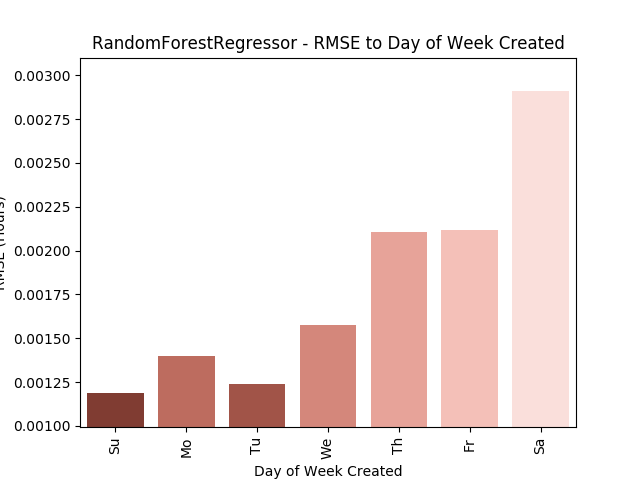 RandomForestRegressor - RMSE to Day of Week Created
0.00300
0.00275
0.00250
0.00225
0.00200
0.00175
0.00150
0.00125
0.00100
RMSE (Hours)
Su
Mo
Tu
We
Th
Fr
Sa
Day of Week Created